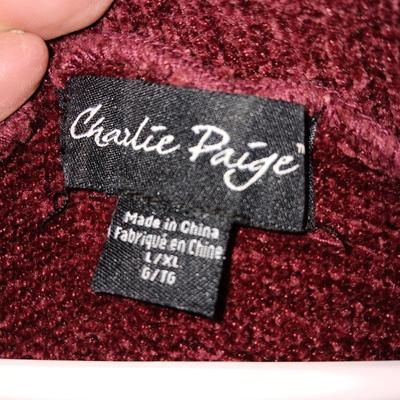 Charlie Paige™
Made in China
Fabriqué en Chine
L/XL
G/TG